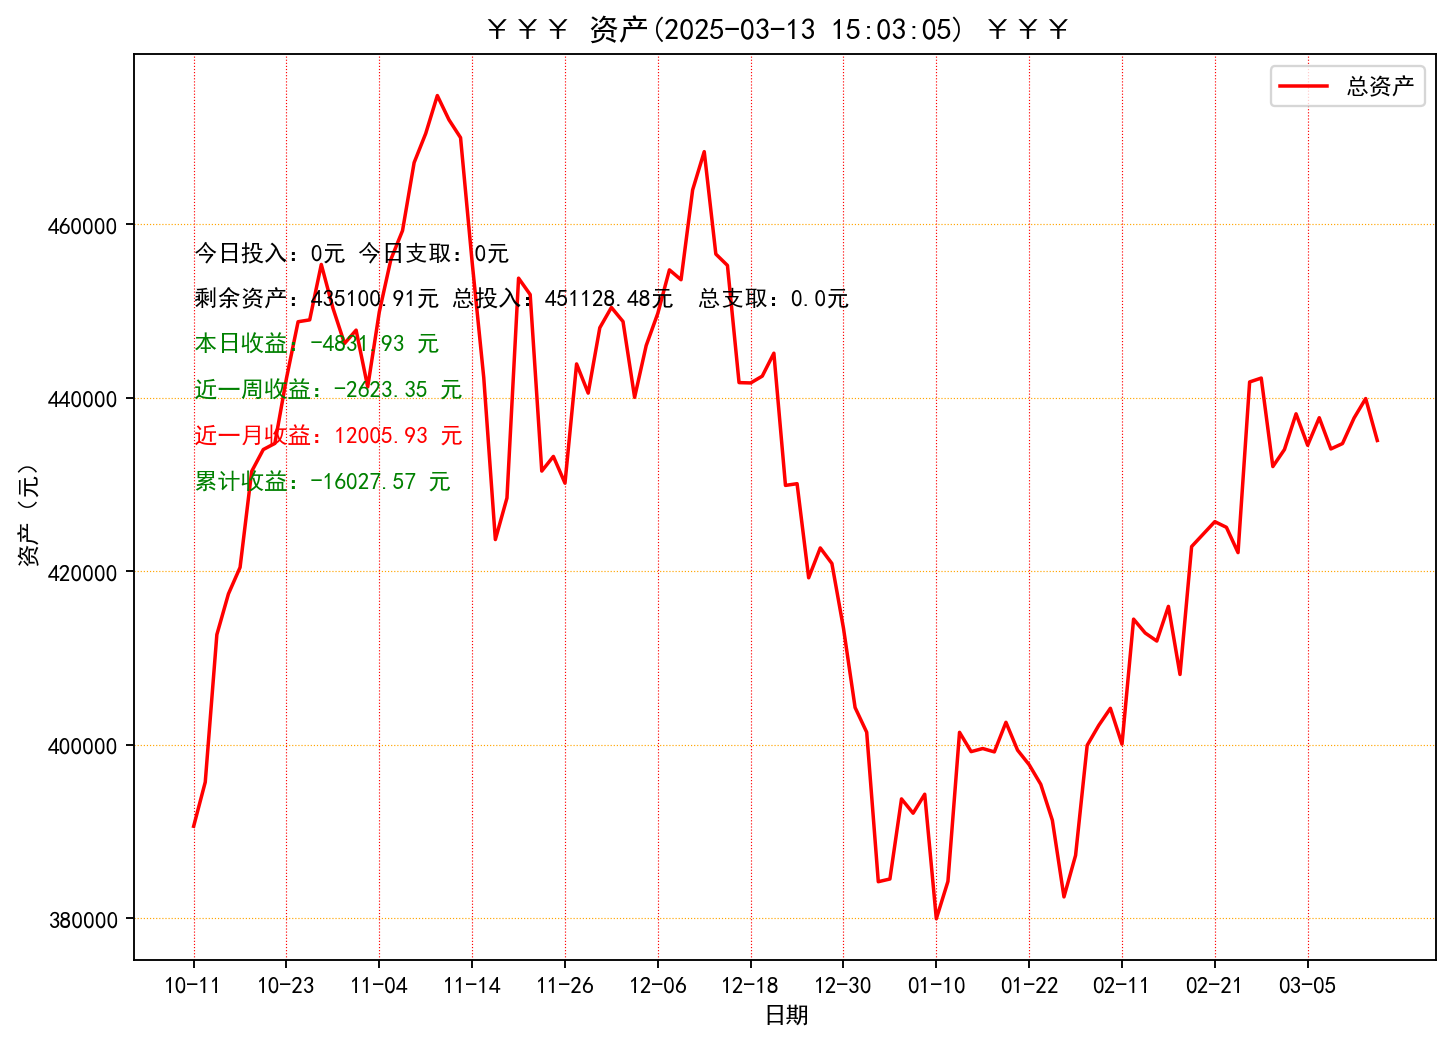 ￥￥￥ 资产(2025-03-13 15:03:05) ￥￥￥
总资产
460000
今日投入：0元 今日支取：0元
剩余资产：435100.91元 总投入：451128.48元 总支取：0.0元
本日收益：-4831.93 元
440000
近一周收益：-2623.35 元
近一月收益：12005.93 元
累计收益：-16027.57 元
资产（元）
420000
400000
380000
10-11 10-23 11-04 11-14 11-26 12-06 12-18 12-30 01-10 01-22 02-11 02-21 03-05
日期